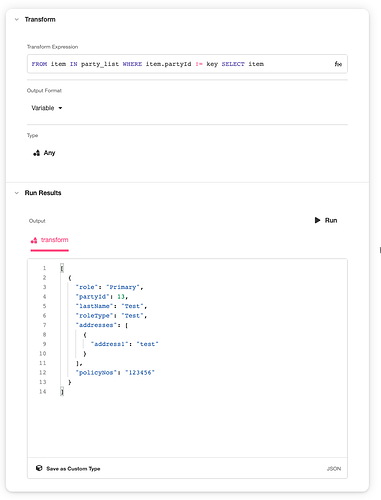 Transform
Transform Expression
FROM item IN party_list WHERE item.partyId != key SELECT item
fx
Output Format
Variable
Type
Any
Run Results
Output
Run
transform
1 [
2 {
3 "role": "Primary",
4 "partyId": 13,
5 "lastName": "Test",
6 "roleType": "Test",
7 "addresses": [
8 {
9 "address1": "test"
10 }
11 ],
12 "policyNos": "123456"
13 }
14 ]
Save as Custom Type
JSON